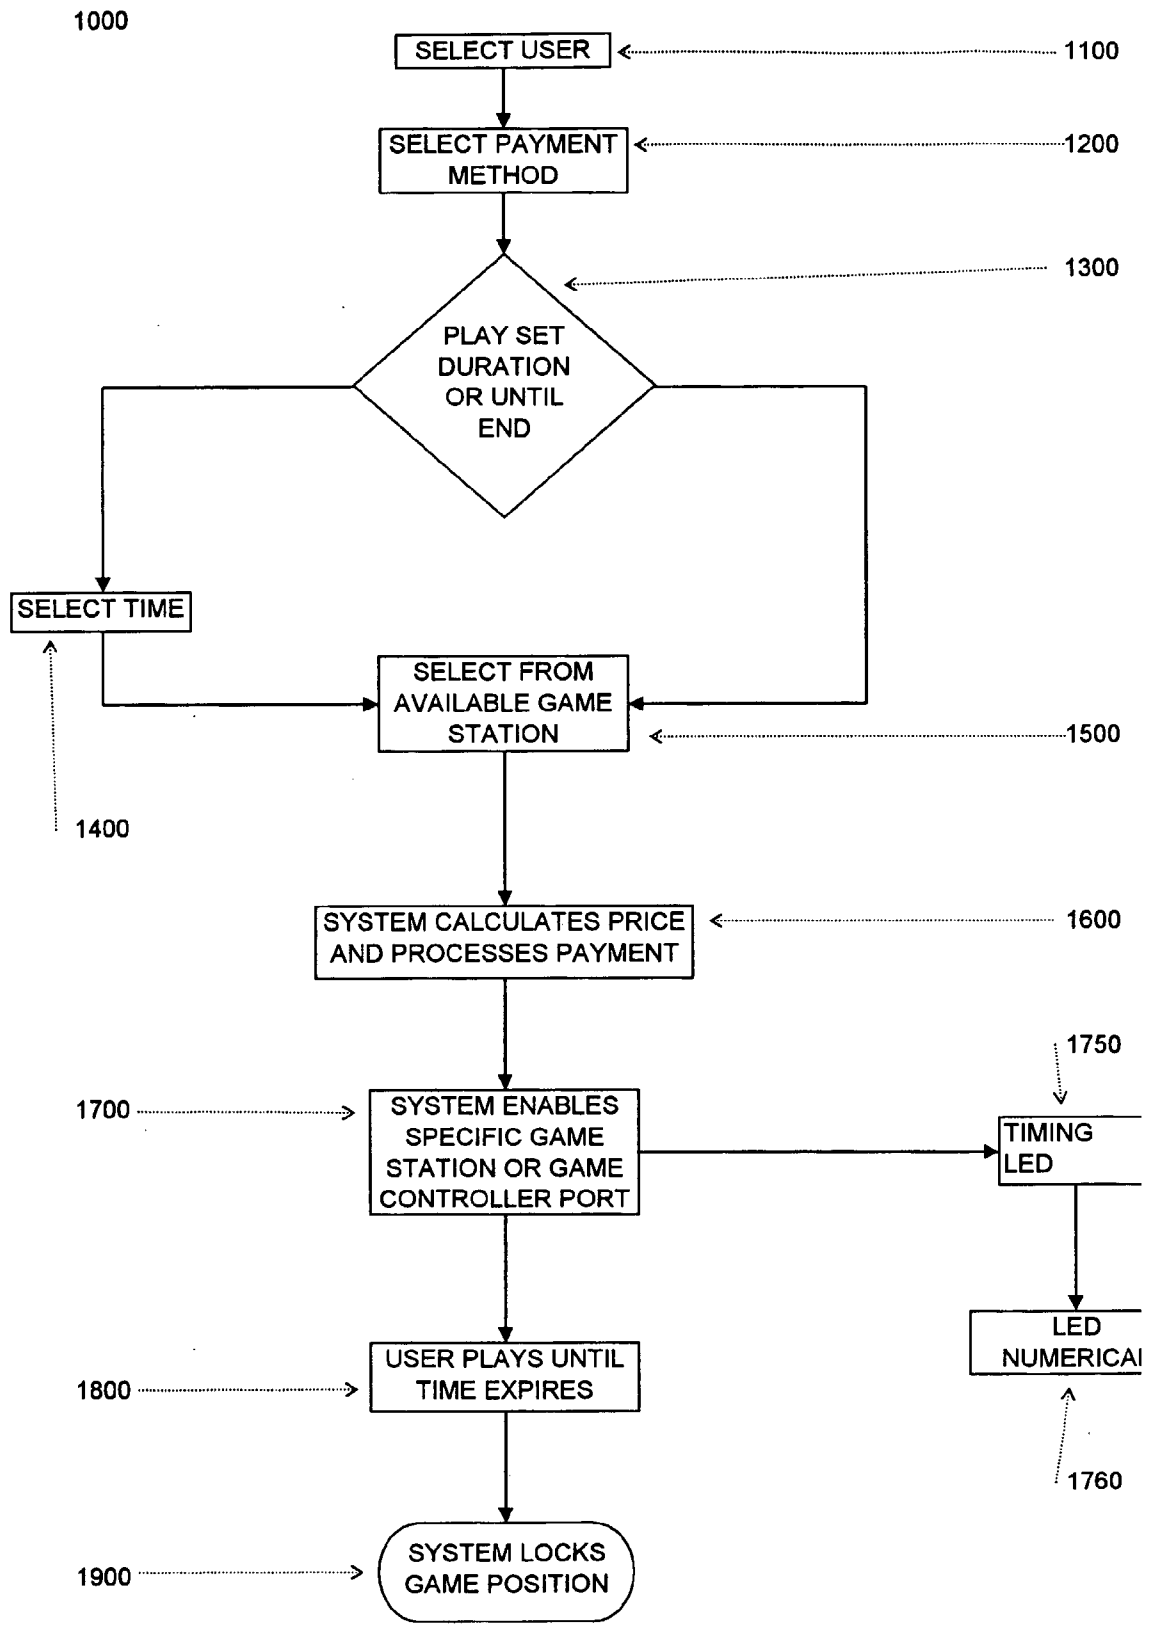 1000
SELECT USER
1100
SELECT PAYMENT
METHOD
1200
1300
PLAY SET
DURATION
OR UNTIL
END
SELECT TIME
1400
SELECT FROM
AVAILABLE GAME
STATION
1500
SYSTEM CALCULATES PRICE
AND PROCESSES PAYMENT
1600
1700
SYSTEM ENABLES
SPECIFIC GAME
STATION OR GAME
CONTROLLER PORT
1750
TIMING
LED
LED
NUMERICAL
1760
1800
USER PLAYS UNTIL
TIME EXPIRES
1900
SYSTEM LOCKS
GAME POSITION